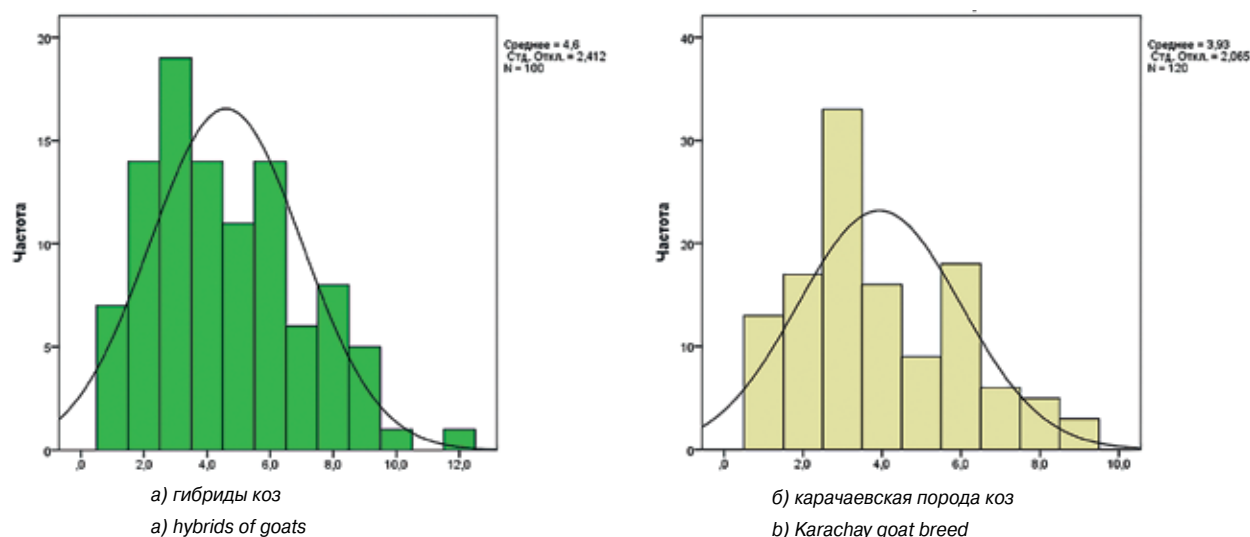 20
15
10
5
0
Частота
,0 2,0 4,0 6,0 8,0 10,0 12,0
Среднее = 4,6
Стд. Откл. = 2,412
N = 100
а) гибриды коз
a) hybrids of goats
40
30
20
10
0
Частота
,0 2,0 4,0 6,0 8,0 10,0
Среднее = 3,93
Стд. Откл. = 2,065
N = 120
б) карачаевская порода коз
b) Karachay goat breed